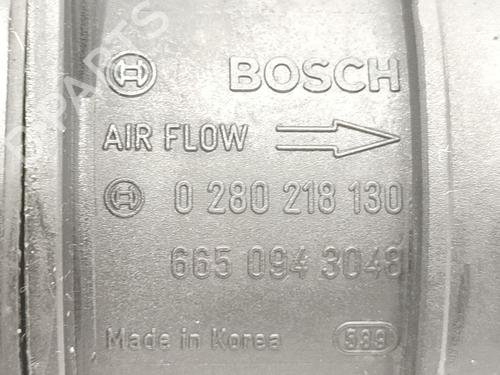 BOSCH
AIR FLOW
0 280 218 130
665 094 3048
Made in Korea 589